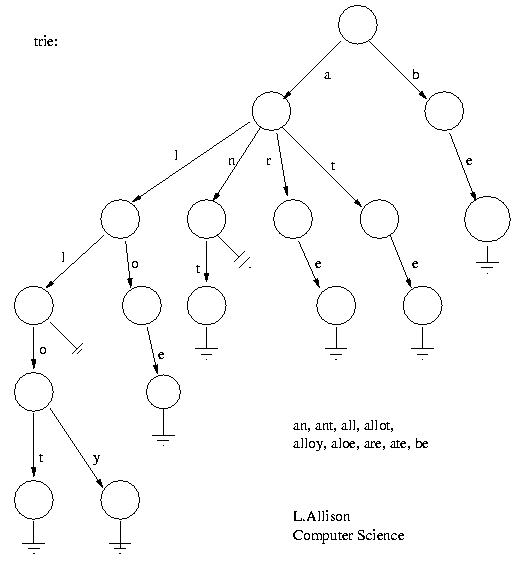 trie:
a b
l n r t e
l o t e e
o e
t y
an, ant, all, allot,
alloy, aloe, are, ate, be
L.Allison
Computer Science